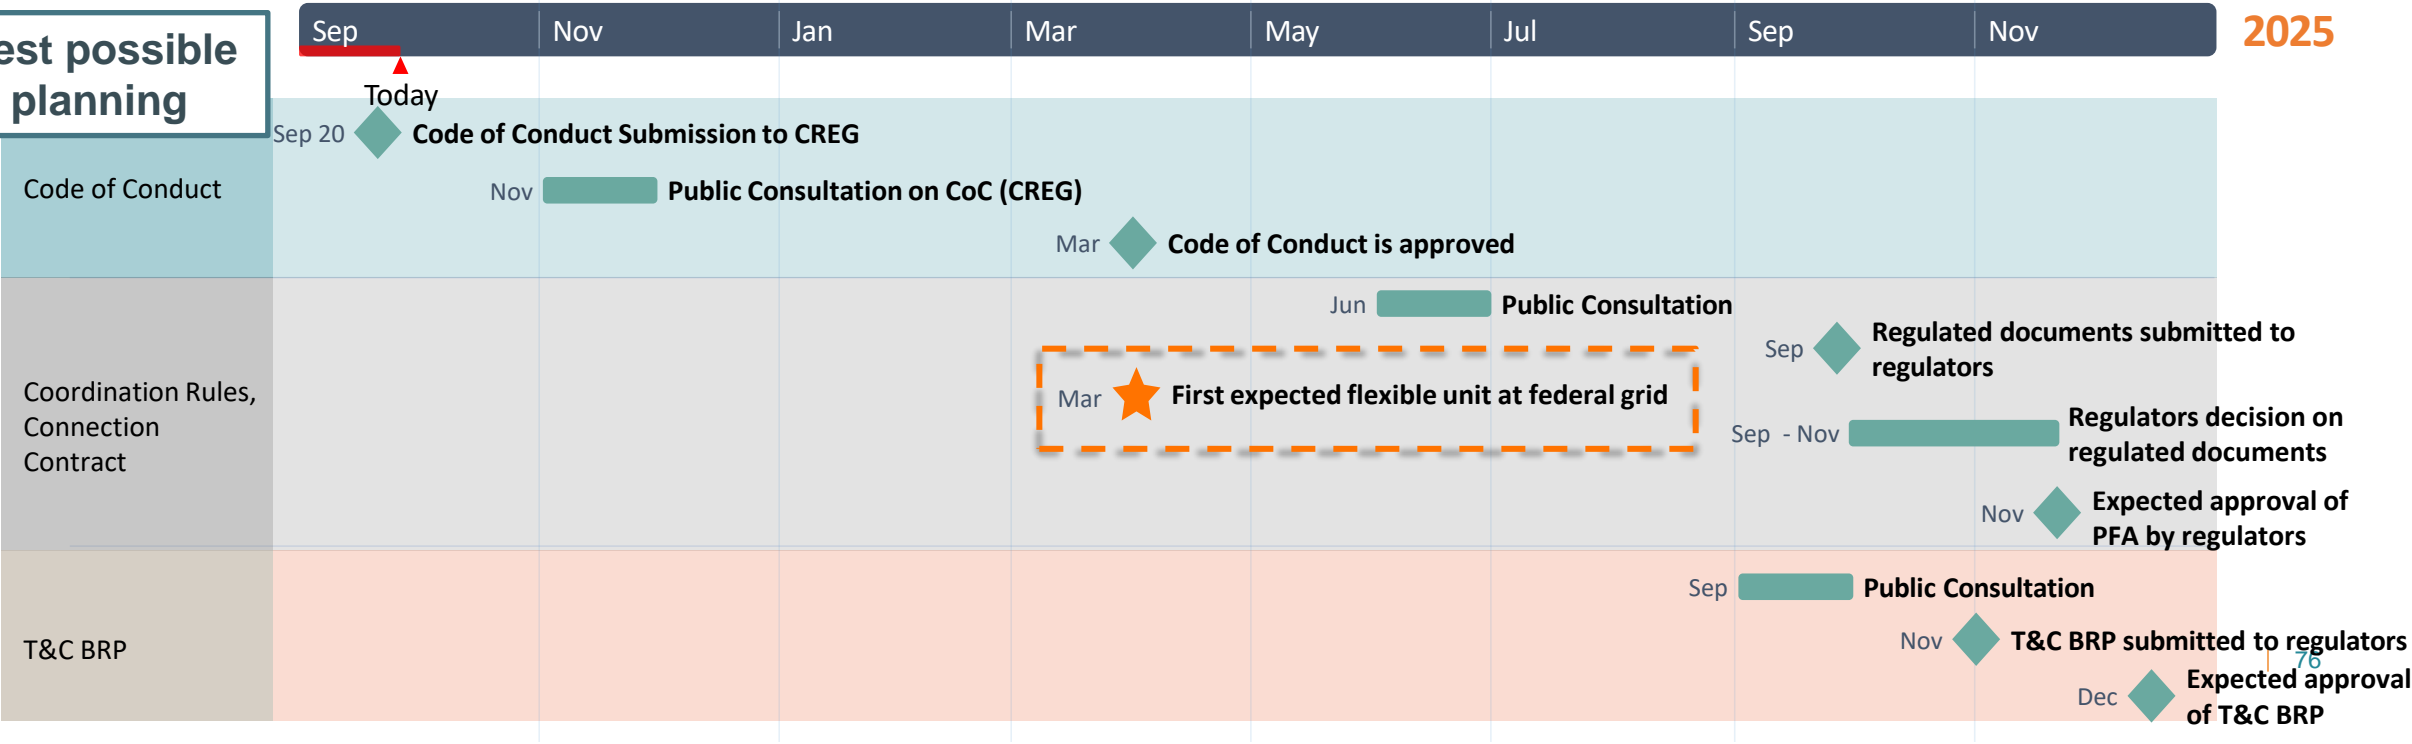 est possible
planning
Sep Nov Jan Mar May Jul Sep Nov 2025
Today
Code of Conduct
Sep 20 Code of Conduct Submission to CREG
Nov Public Consultation on CoC (CREG)
Mar Code of Conduct is approved
Coordination Rules,
Connection
Contract
Jun Public Consultation
Sep Regulated documents submitted to
regulators
Mar First expected flexible unit at federal grid
Sep - Nov Regulators decision on
regulated documents
Nov Expected approval of
PFA by regulators
T&C BRP
Sep Public Consultation
Nov T&C BRP submitted to regulators
76
Dec Expected approval
of T&C BRP